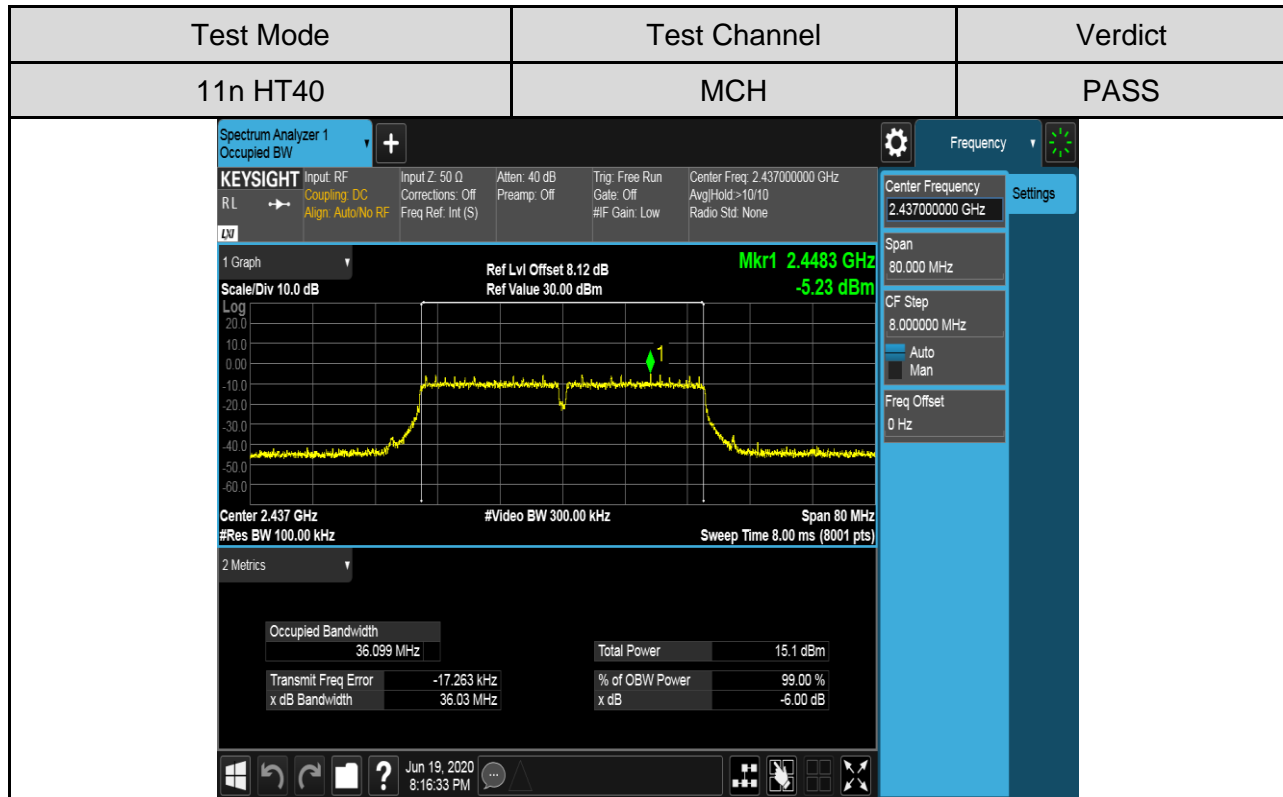 Test Mode Test Channel Verdict
11n HT40 MCH PASS
Spectrum Analyzer 1
Occupied BW
+
Frequency
KEYSIGHT Input: RF Input Z: 50 Ω Atten: 40 dB Trig: Free Run Center Freq: 2.437000000 GHz
R L Coupling: DC Corrections: Off Preamp: Off Gate: Off Avg|Hold:>10/10
Align: Auto/No RF Freq Ref: Int (S) #IF Gain: Low Radio Std: None
LXI
Center Frequency Settings
2.437000000 GHz
Span
80.000 MHz
CF Step
8.000000 MHz
Auto
Man
Freq Offset
0 Hz
1 Graph Ref Lvl Offset 8.12 dB Mkr1 2.4483 GHz
Scale/Div 10.0 dB Ref Value 30.00 dBm -5.23 dBm
Log
20.0
10.0
0.00
1
-10.0
-20.0
-30.0
-40.0
-50.0
-60.0
Center 2.437 GHz #Video BW 300.00 kHz Span 80 MHz
#Res BW 100.00 kHz Sweep Time 8.00 ms (8001 pts)
2 Metrics
Occupied Bandwidth
36.099 MHz Total Power 15.1 dBm
Transmit Freq Error -17.263 kHz % of OBW Power 99.00 %
x dB Bandwidth 36.03 MHz x dB -6.00 dB
? Jun 19, 2020
8:16:33 PM